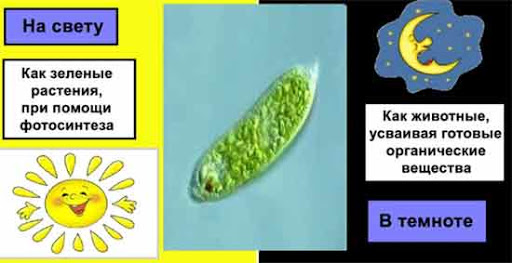 На свету
Как зеленые
растения,
при помощи
фотосинтеза
Как животные,
усваивая готовые
органические
вещества
В темноте